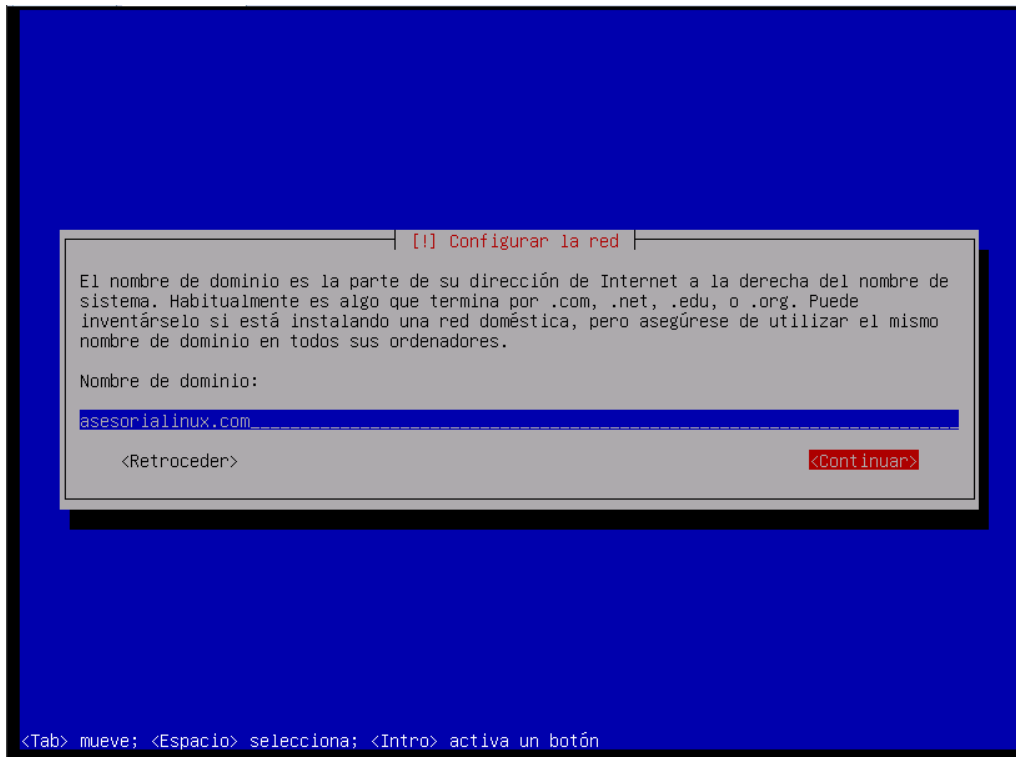 [!] Configurar la red
El nombre de dominio es la parte de su dirección de Internet a la derecha del nombre de
sistema. Habitualmente es algo que termina por .com, .net, .edu, o .org. Puede
inventárselo si está instalando una red doméstica, pero asegúrese de utilizar el mismo
nombre de dominio en todos sus ordenadores.
Nombre de dominio:
asesorialinux.com
<Retroceder> <Continuar>
<Tab> mueve; <Espacio> selecciona; <Intro> activa un botón